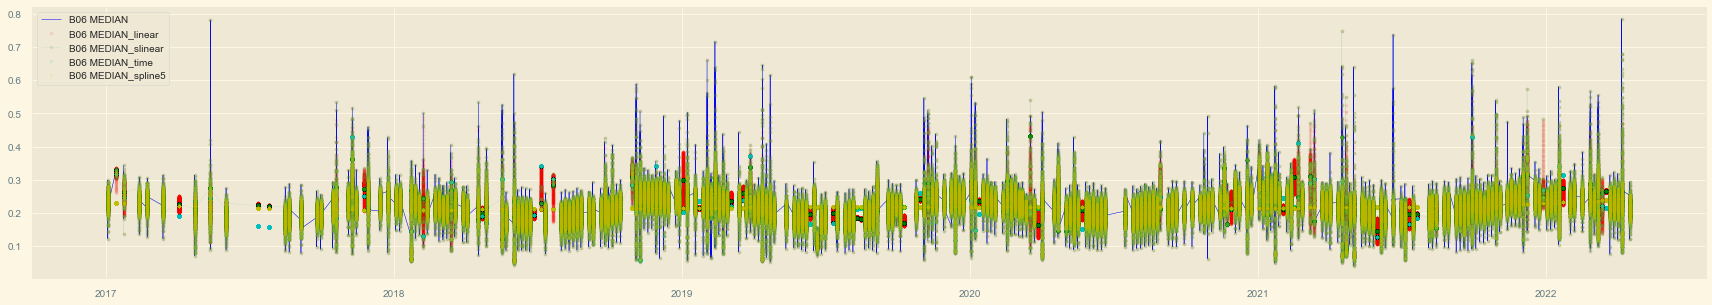 0.8
0.7
0.6
0.5
0.4
0.3
0.2
0.1
B06 MEDIAN
B06 MEDIAN_linear
B06 MEDIAN_slinear
B06 MEDIAN_time
B06 MEDIAN_spline5
2017 2018 2019 2020 2021 2022